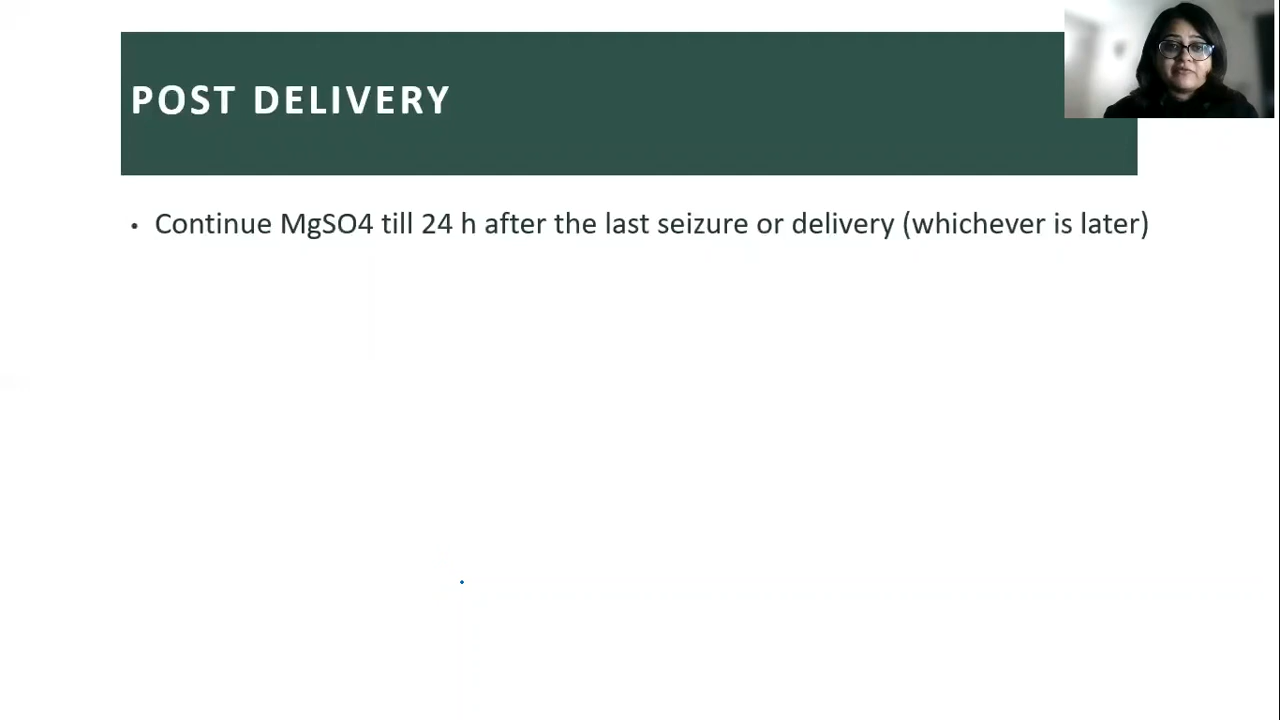 POST DELIVERY
• Continue MgSO4 till 24 h after the last seizure or delivery (whichever is later)